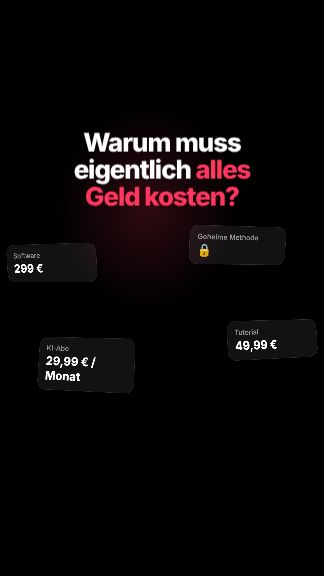 Warum muss
eigentlich alles
Geld kosten?
Geheime Methode
🔒
Software
299 €
Tutorial
49,99 €
KI-Abo
29,99 € /
Monat